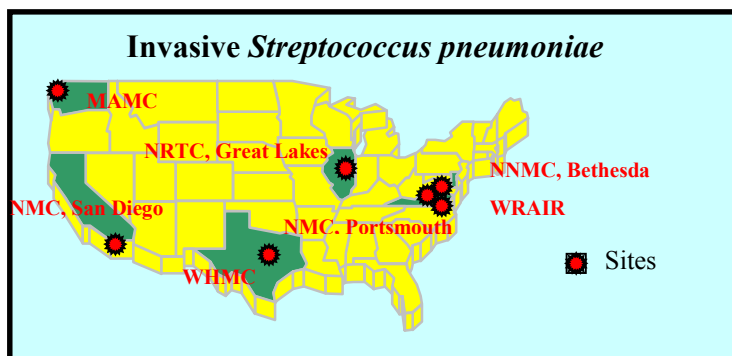 Invasive Streptococcus pneumoniae
MAMC
NRTC, Great Lakes
NNMC, Bethesda
NMC, San Diego
NMC. Portsmouth
WRAIR
WHMC
Sites